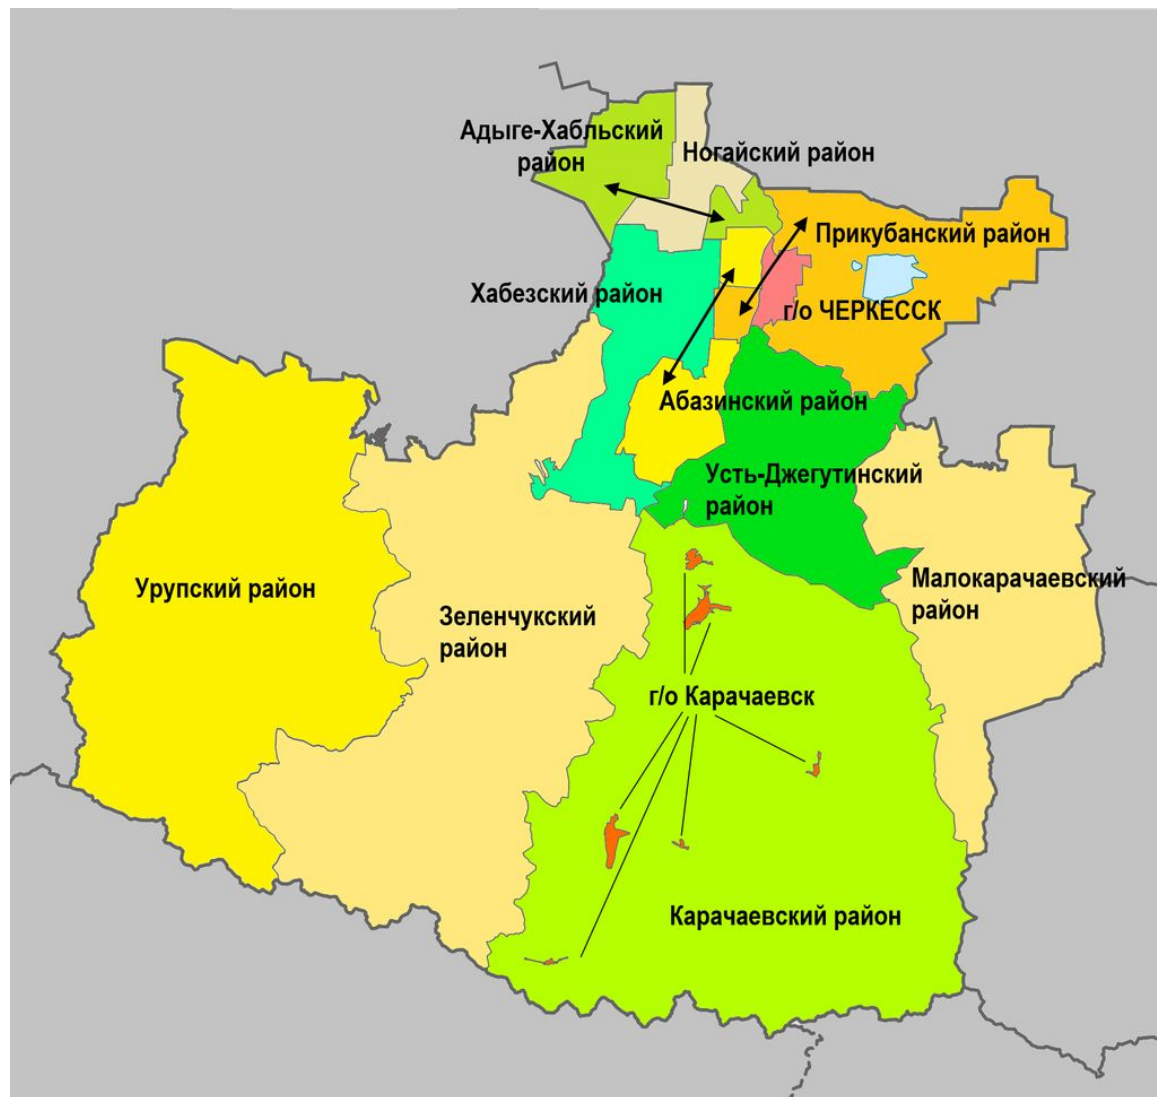 Адыге-Хабльский
район
Ногайский район
Прикубанский район
Хабезский район
г/о ЧЕРКЕССК
Абазинский район
Усть-Джегутинский
район
Урупский район
Малокарачаевский
район
Зеленчукский
район
г/о Карачаевск
Карачаевский район